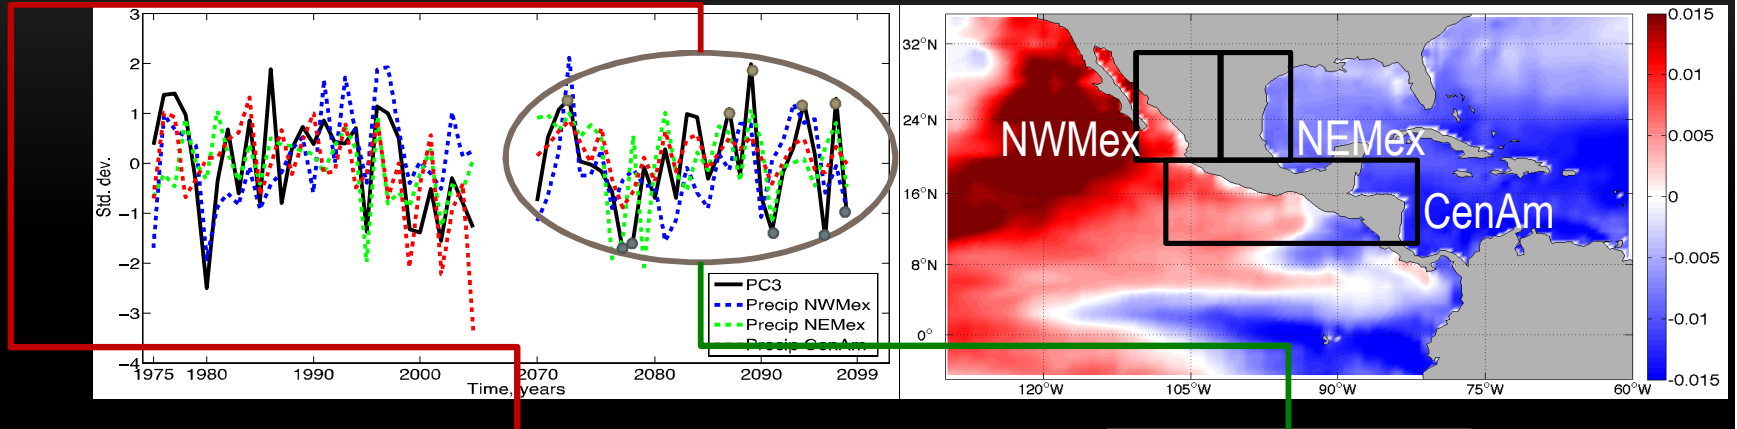 3
2
1
0
−1
−2
−3
−4
Std. dev.
1975 1980 1990 2000 2070 2080 2090 2099
Time, years
PC3
Precip NWMex
Precip NEMex
Precip CenAm
32°N
24°N
16°N
8°N
0°
120°W 105°W 90°W 75°W 60°W
NWMex
NEMex
CenAm
0.015
0.01
0.005
0
-0.005
-0.01
-0.015